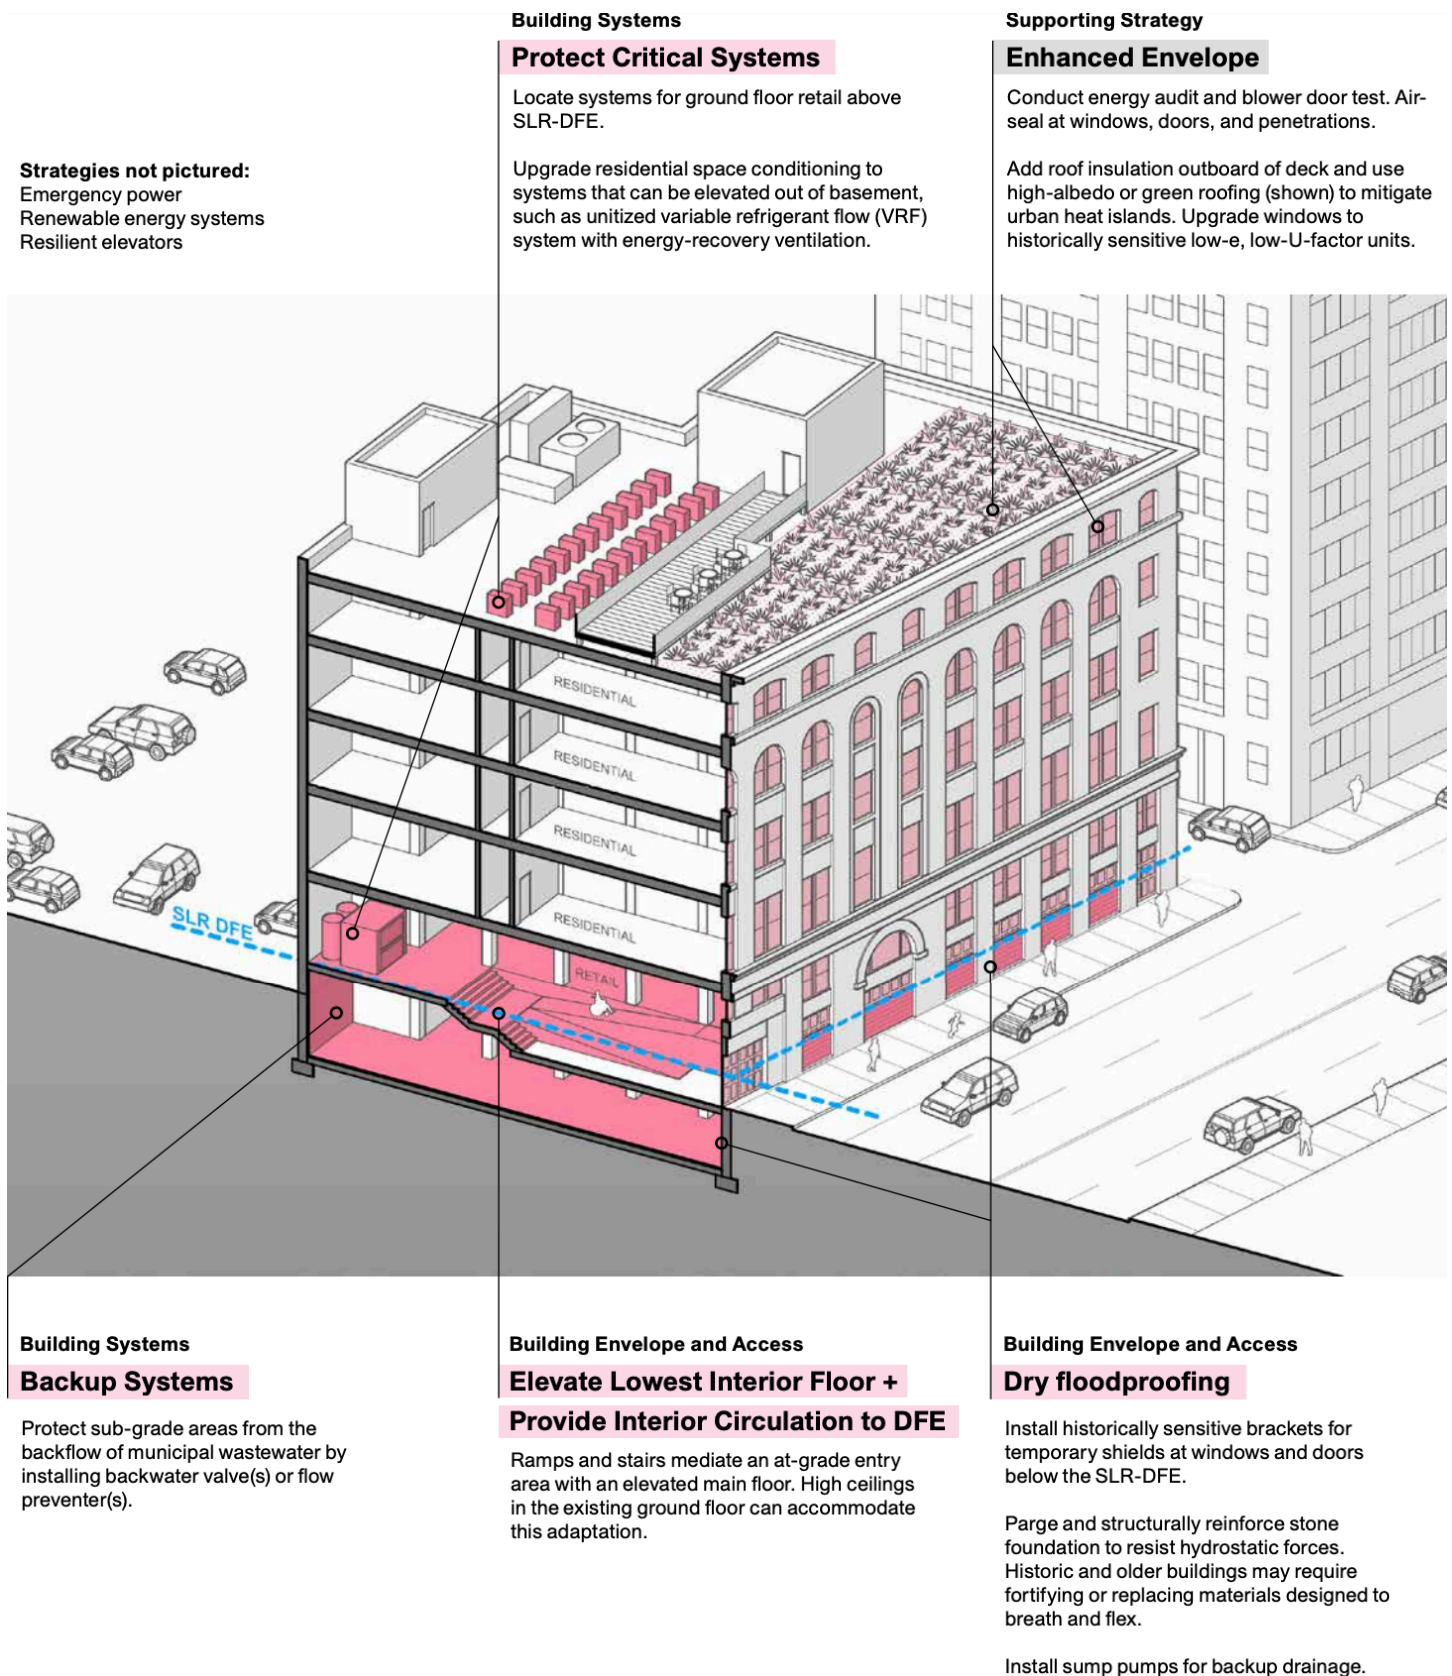 Building Systems
Protect Critical Systems
Locate systems for ground floor retail above
SLR-DFE.
Upgrade residential space conditioning to
systems that can be elevated out of basement,
such as unitized variable refrigerant flow (VRF)
system with energy-recovery ventilation.
Supporting Strategy
Enhanced Envelope
Conduct energy audit and blower door test. Air-
seal at windows, doors, and penetrations.
Add roof insulation outboard of deck and use
high-albedo or green roofing (shown) to mitigate
urban heat islands. Upgrade windows to
historically sensitive low-e, low-U-factor units.
Strategies not pictured:
Emergency power
Renewable energy systems
Resilient elevators
RESIDENTIAL
RESIDENTIAL
RESIDENTIAL
RESIDENTIAL
SLR DFE
RETAIL
Building Systems
Backup Systems
Protect sub-grade areas from the
backflow of municipal wastewater by
installing backwater valve(s) or flow
preventer(s).
Building Envelope and Access
Elevate Lowest Interior Floor +
Provide Interior Circulation to DFE
Ramps and stairs mediate an at-grade entry
area with an elevated main floor. High ceilings
in the existing ground floor can accommodate
this adaptation.
Building Envelope and Access
Dry floodproofing
Install historically sensitive brackets for
temporary shields at windows and doors
below the SLR-DFE.
Parge and structurally reinforce stone
foundation to resist hydrostatic forces.
Historic and older buildings may require
fortifying or replacing materials designed to
breath and flex.
Install sump pumps for backup drainage.